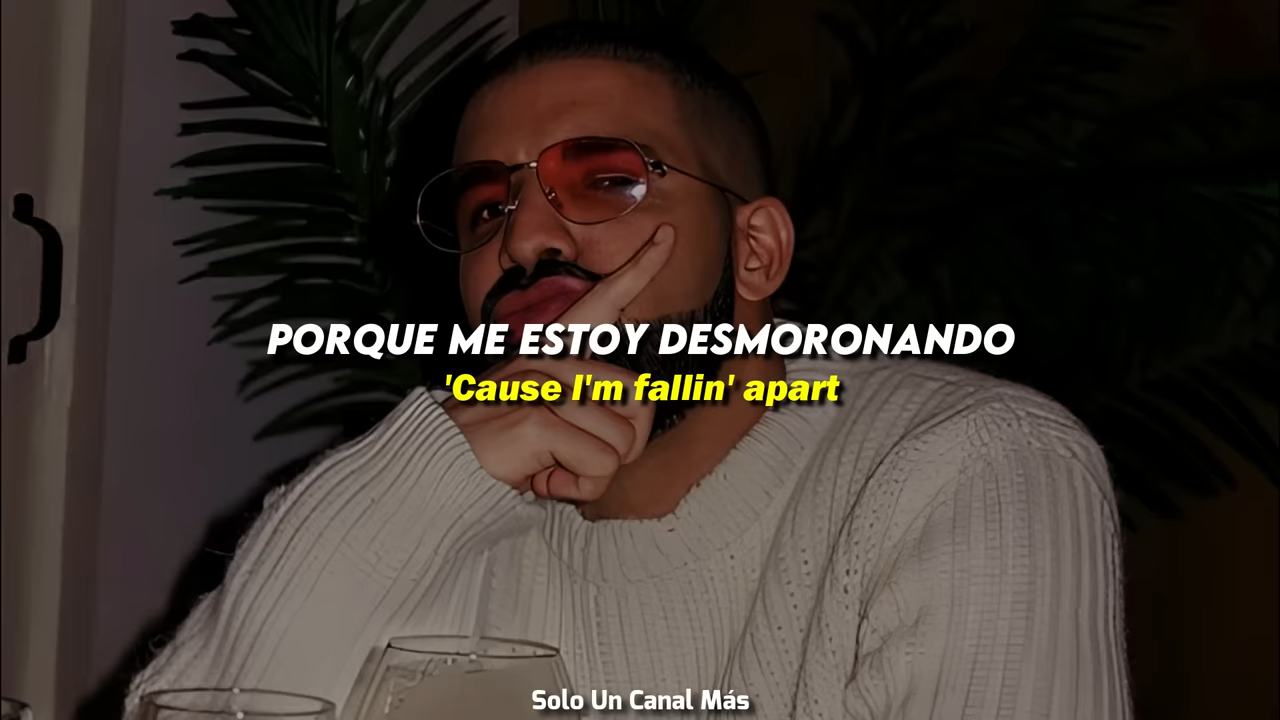 PORQUE ME ESTOY DESMORONANDO
'Cause I'm fallin' apart
Solo Un Canal Más